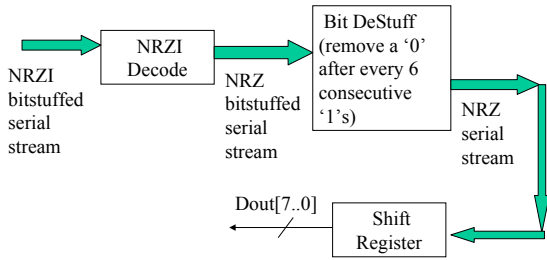 NRZI
Decode
Bit DeStuff
(remove a ‘0’
after every 6
consecutive
‘1’s)
NRZI
bitstuffed
serial
stream
NRZ
bitstuffed
serial
stream
NRZ
serial
stream
Dout[7..0]
Shift
Register